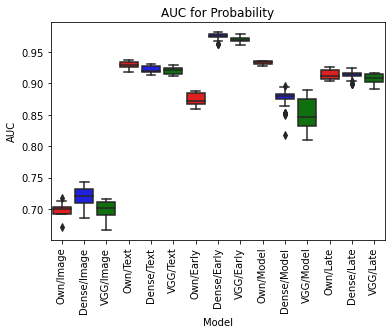 AUC for Probability
AUC
0.95
0.90
0.85
0.80
0.75
0.70
Own/Image
Dense/Image
VGG/Image
Own/Text
Dense/Text
VGG/Text
Own/Early
Dense/Early
VGG/Early
Own/Model
Dense/Model
VGG/Model
Own/Late
Dense/Late
VGG/Late
Model